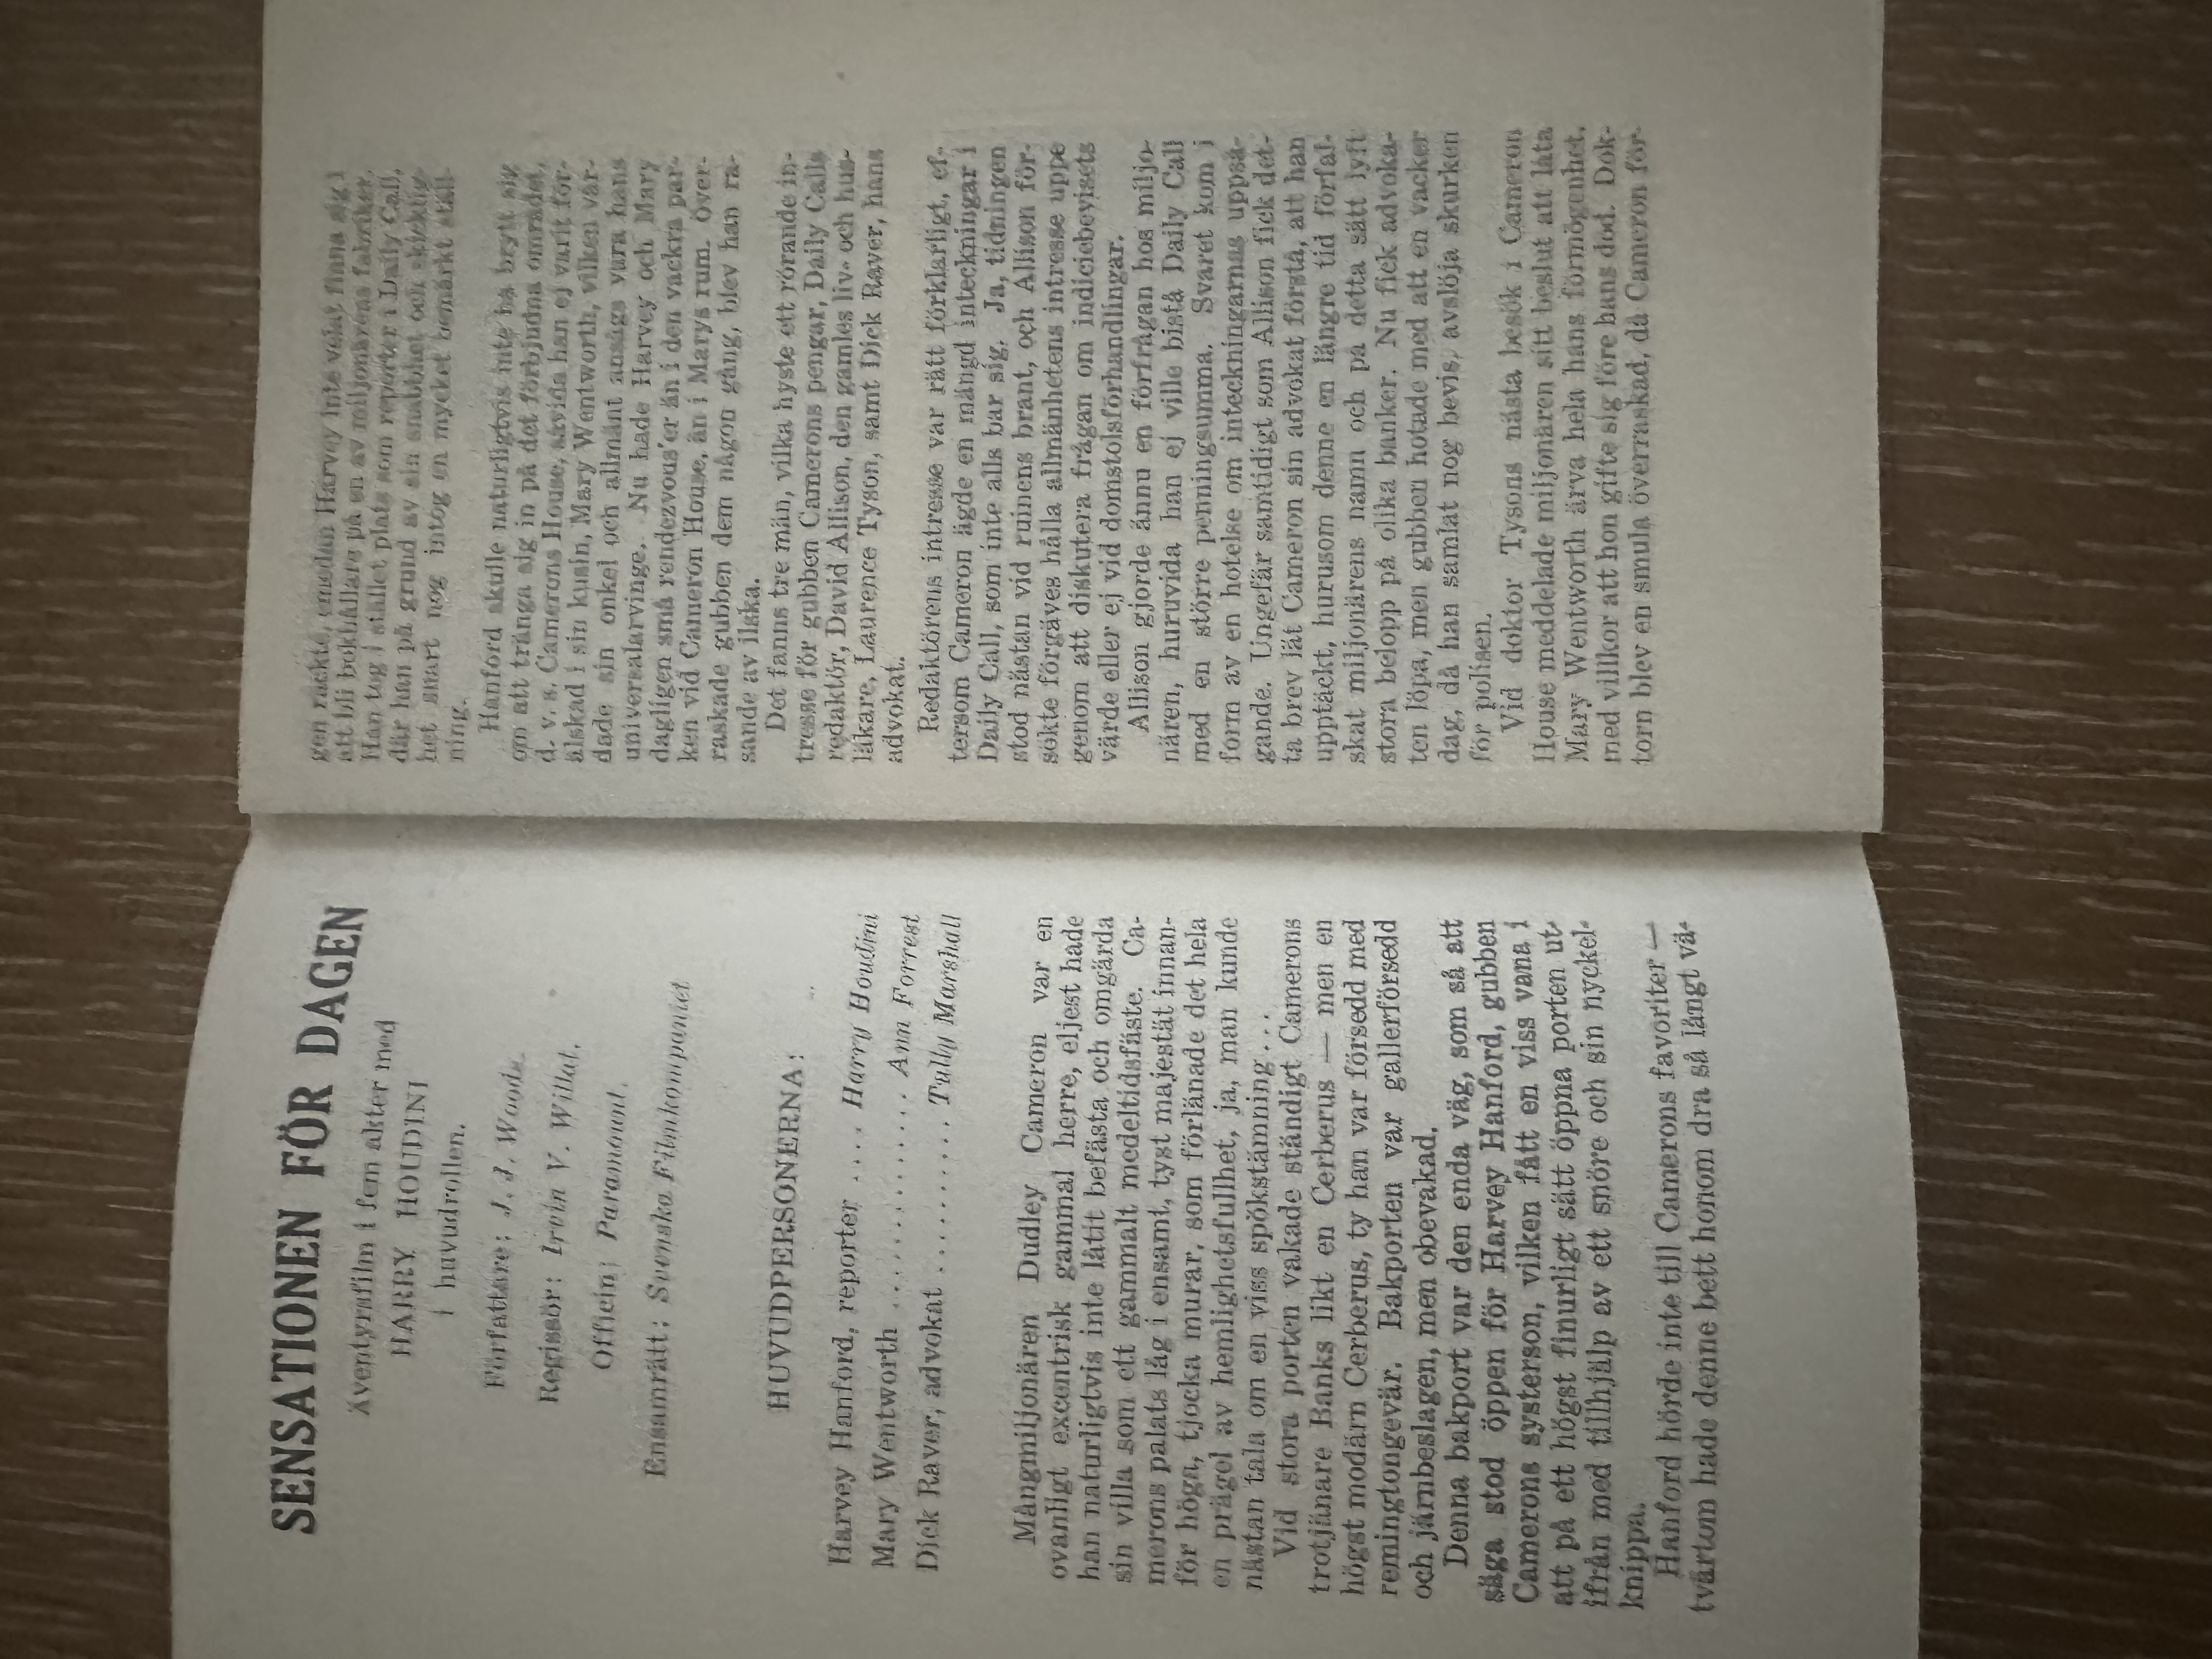 SENSATIONEN FÖR DAGEN
Äventyrsfilm i fem akter med
HARRY HOUDINI
i huvudrollen.
Författare: J. J. Woods.
Regissör: Irvin V. Willat.
Officin: Paramount.
Ensamrätt: Svenska Filmkompaniet
HUVUDPERSONERNA:
Harvey Hanford, reporter .... Harry Houdini
Mary Wentworth ............ Ann Forrest
Dick Raver, advokat ......... Tully Marshall
Mångmiljonären Dudley Cameron var en
ovanligt excentrisk gammal herre, eljest hade
han naturligtvis inte låtit befästa och omgärda
sin villa som ett gammalt medeltidsfäste. Ca-
merons palats låg i ensamt, tyst majestät innan-
för höga, tjocka murar, som förlänade det hela
en prägel av hemlighetsfullhet, ja, man kunde
nästan tala om en viss spökstämning...
Vid stora porten vakade ständigt Camerons
trotjänare Banks likt en Cerberus — men en
högst modärn Cerberus, ty han var försedd med
remingtongevär. Bakporten var gallerförsedd
och järnbeslagen, men obevakad.
Denna bakport var den enda väg, som så att
säga stod öppen för Harvey Hanford, gubben
Camerons systerson, vilken fått en viss vana i
att på ett högst finurligt sätt öppna porten ut-
ifrån med tillhjälp av ett snöre och sin nyckel-
knippa.
Hanford hörde inte till Camerons favoriter —
tvärtom hade denne bett honom dra så långt vä-
gen räckte, emedan Harvey inte velat finna sig i
att bli bokhållare på en av miljonärens fabriker.
Han tog i stället plats som reporter i Daily Call,
där han på grund av sin snabbhet och skicklig-
het snart nog intog en mycket bemärkt ställ-
ning.
Hanford skulle naturligtvis inte ha brytt sig
om att tränga sig in på det förbjudna området,
d. v. s. Camerons House, såvida han ej varit för-
älskad i sin kusin, Mary Wentworth, vilken vår-
dade sin onkel och allmänt ansågs vara hans
universalarvinge. Nu hade Harvey och Mary
dagligen små rendezvous'er än i den vackra par-
ken vid Cameron House, än i Marys rum. Över-
raskade gubben dem någon gång, blev han ra-
sande av ilska.
Det fanns tre män, vilka hyste ett rörande in-
tresse för gubben Camerons pengar, Daily Calls
redaktör, David Allison, den gamles liv- och hus-
läkare, Laurence Tyson, samt Dick Raver, hans
advokat.
Redaktörens intresse var rätt förklarligt, ef-
tersom Cameron ägde en mängd inteckningar i
Daily Call, som inte alls bar sig. Ja, tidningen
stod nästan vid ruinens brant, och Allison för-
sökte förgäves hålla allmänhetens intresse uppe
genom att diskutera frågan om indiciebevisets
värde eller ej vid domstolsförhandlingar.
Allison gjorde ännu en förfrågan hos miljo-
nären, huruvida han ej ville bistå Daily Call
med en större penningsumma. Svaret kom i
form av en hotelse om inteckningarnas uppsä-
gande. Ungefär samtidigt som Allison fick det-
ta brev lät Cameron sin advokat förstå, att han
upptäckt, hurusom denne en längre tid förfal-
skat miljonärens namn och på detta sätt lyft
stora belopp på olika banker. Nu fick advoka-
ten löpa, men gubben hotade med att en vacker
dag, då han samlat nog bevis, avslöja skurken
för polisen.
Vid doktor Tysons nästa besök i Cameron
House meddelade miljonären sitt beslut att låta
Mary Wentworth ärva hela hans förmögenhet,
med villkor att hon gifte sig före hans död. Dok-
torn blev en smula överraskad, då Cameron för-